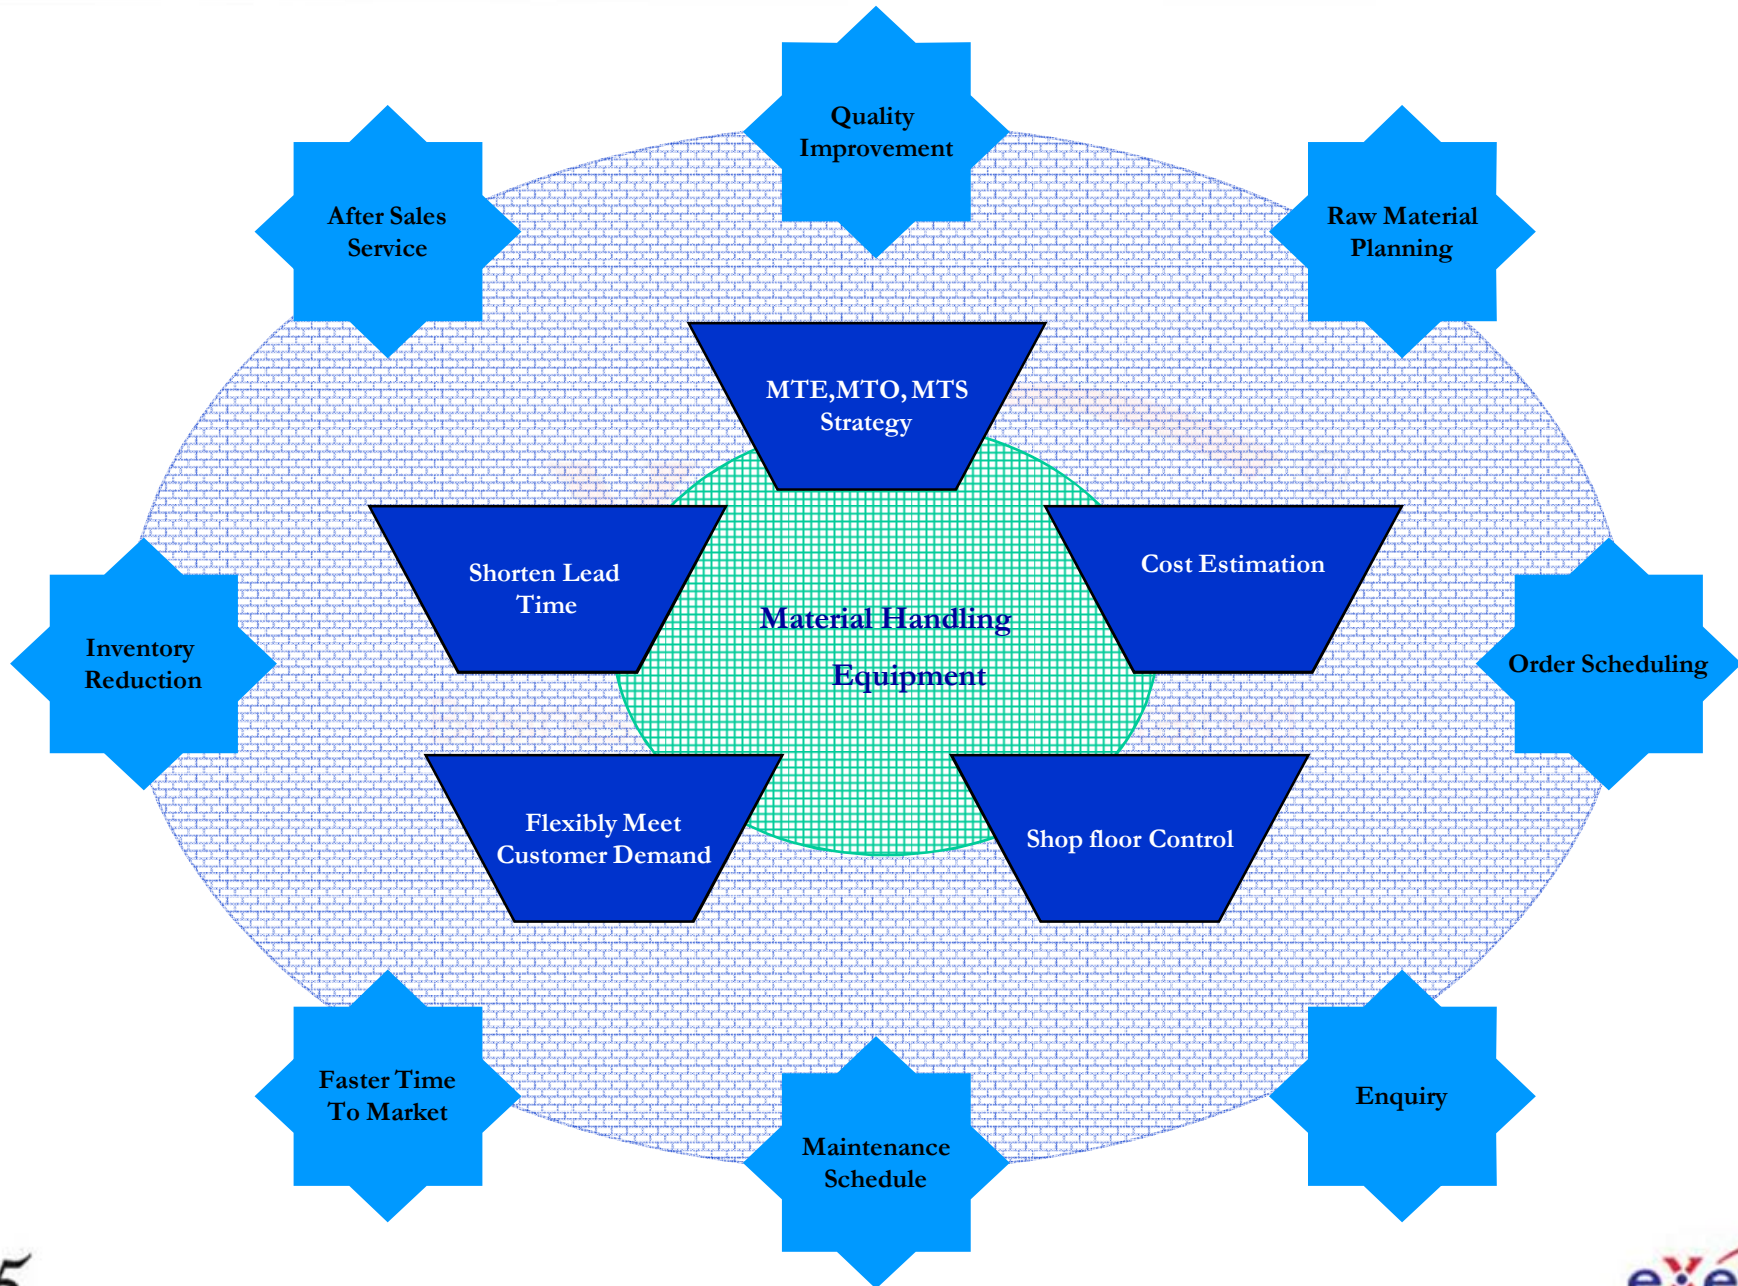 Quality
Improvement
After Sales
Service
Raw Material
Planning
MTE,MTO, MTS
Strategy
Shorten Lead
Time
Cost Estimation
Material Handling
Equipment
Inventory
Reduction
Order Scheduling
Flexibly Meet
Customer Demand
Shop floor Control
Faster Time
To Market
Maintenance
Schedule
Enquiry
5